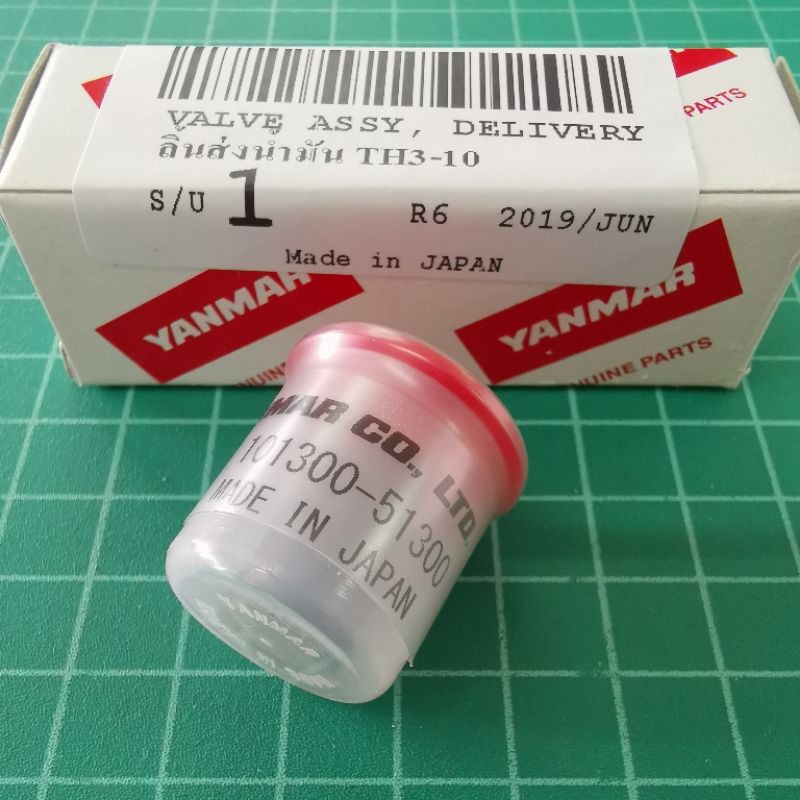 PARTS
VALVE ASSY, DELIVERY
ลิ้นส่งน้ำมัน TH3-10
S/U 1 R6 2019/JUN
Made in JAPAN
YANMAR YANMAR
PARTS
MAR CO., LTD.
101300-51300
MADE IN JAPAN
YANMAR